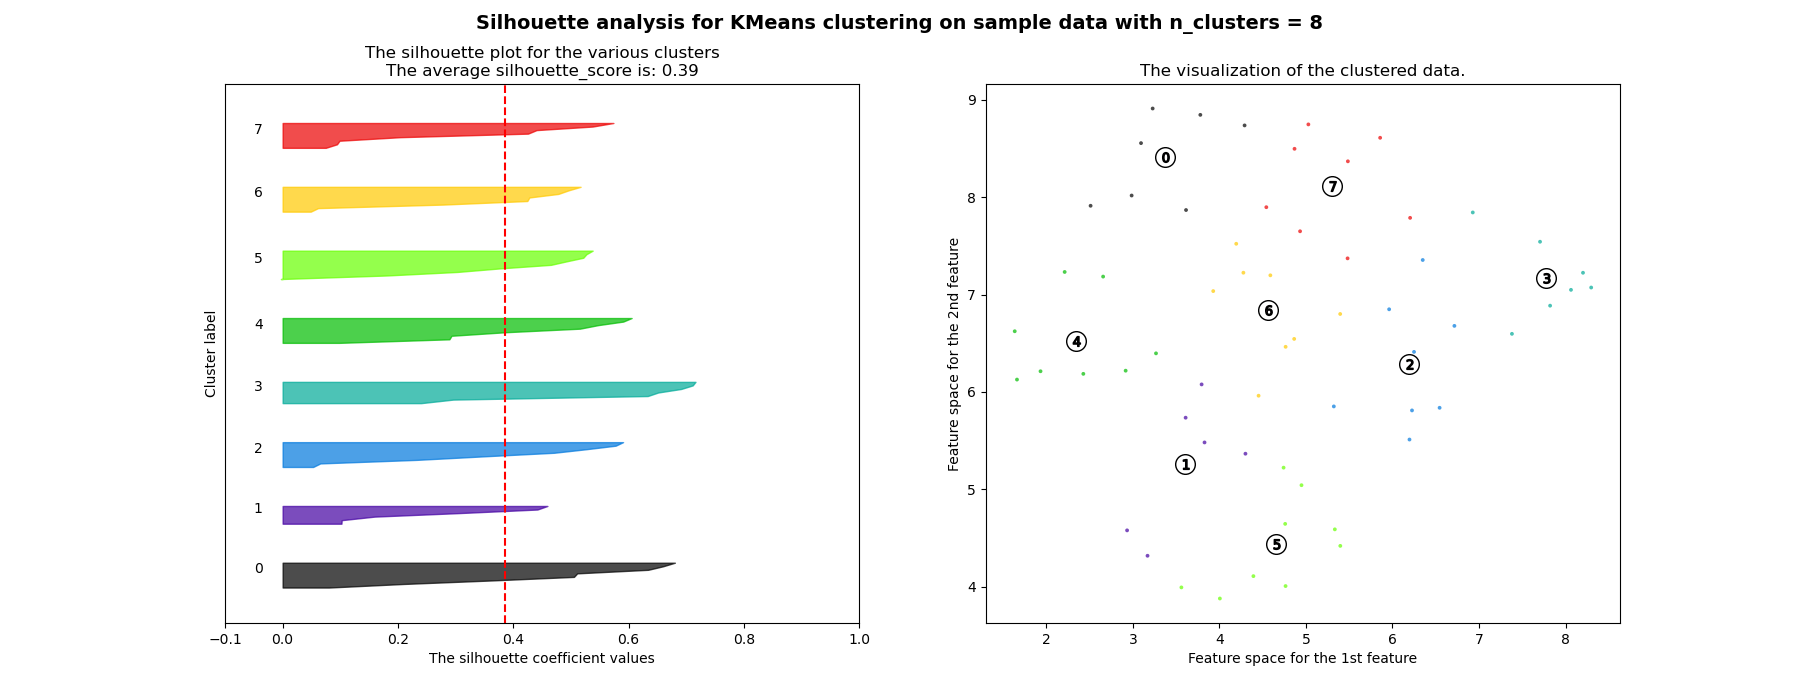 Silhouette analysis for KMeans clustering on sample data with n_clusters = 8
The silhouette plot for the various clusters
The average silhouette_score is: 0.39
7
6
5
4
3
2
1
0
Cluster label
−0.1 0.0 0.2 0.4 0.6 0.8 1.0
The silhouette coefficient values
The visualization of the clustered data.
9
8
7
6
5
4
Feature space for the 2nd feature
0
7
3
6
4
2
1
5
2 3 4 5 6 7 8
Feature space for the 1st feature